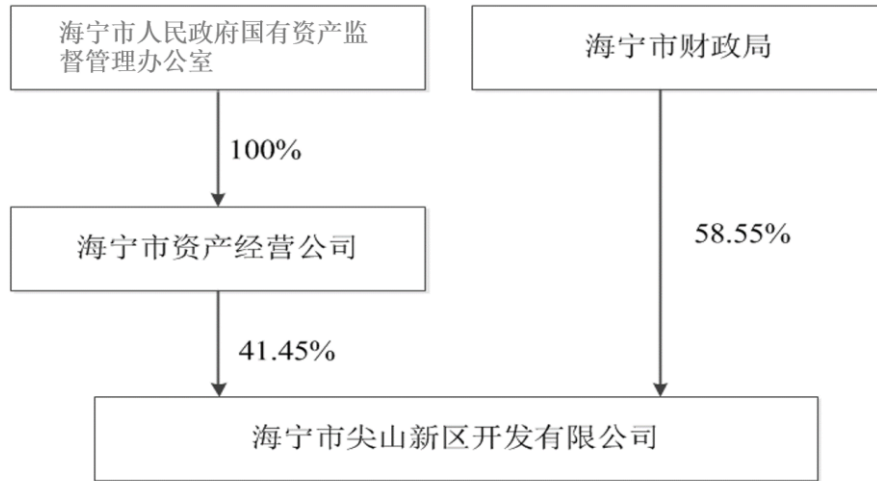 海宁市人民政府国有资产监
督管理办公室
海宁市财政局
100%
海宁市资产经营公司
58.55%
41.45%
海宁市尖山新区开发有限公司